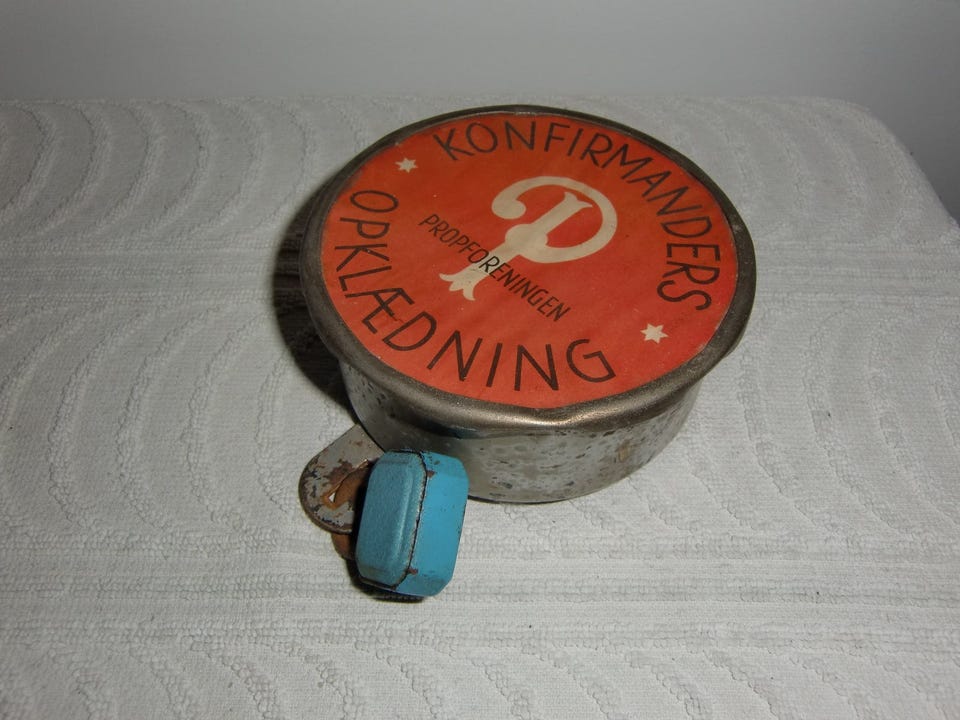 KONFIRMANDERS
P
PROPFORENINGEN
OPKLÆDNING